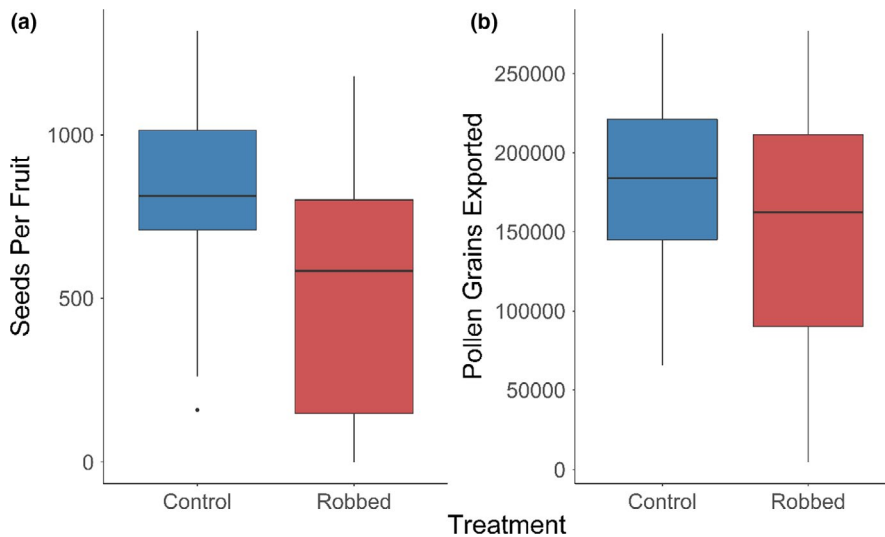 (a)
Seeds Per Fruit
1000
500
0
Control Robbed
(b)
Pollen Grains Exported
250000
200000
150000
100000
50000
0
Control Robbed
Treatment